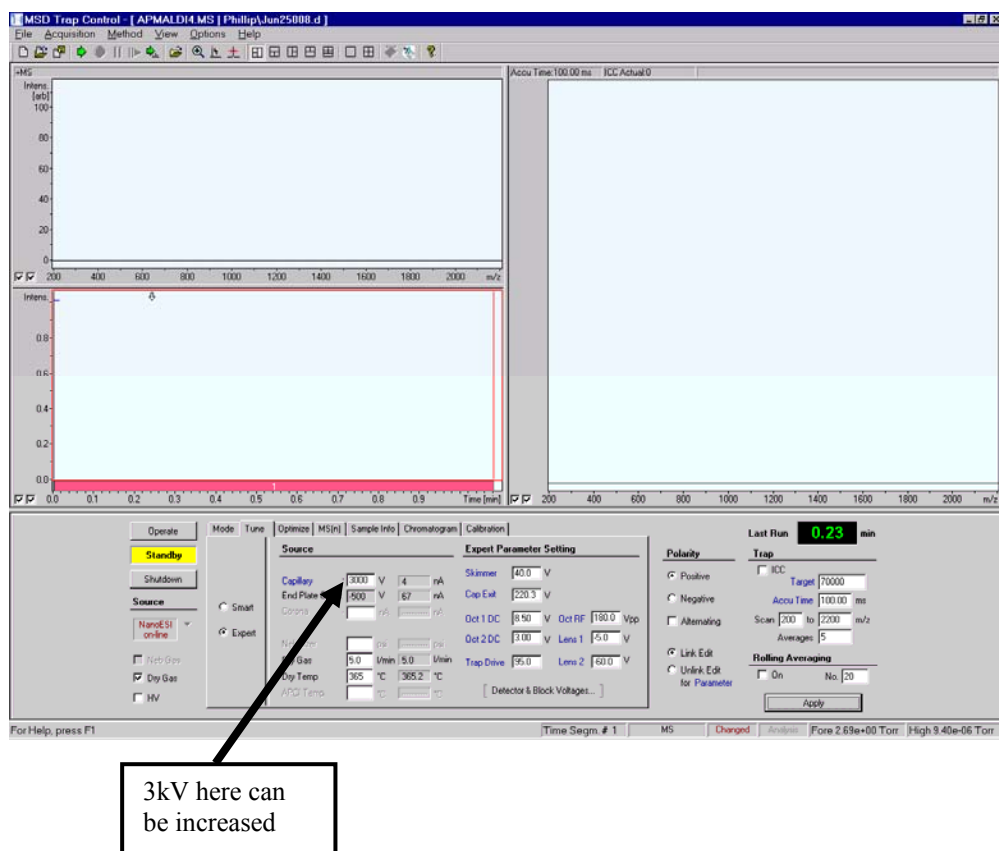 MSD Trap Control - [ APMALDI4.MS | Phillip\Jun25008.d ]
File Acquisition Method View Options Help
+MS
Accu Time:100.00 ms ICC Actual:0
Intens.
[arb]
100
80
60
40
20
0
200 400 600 800 1000 1200 1400 1600 1800 2000 m/z
Intens.
0.8
0.6
0.4
0.2
0.0
1
0.0 0.1 0.2 0.3 0.4 0.5 0.6 0.7 0.8 0.9 Time [min]
200 400 600 800 1000 1200 1400 1600 1800 2000 m/z
Operate
Standby
Shutdown
Source
NanoESI
on-line
Neb Gas
Dry Gas
HV
Mode Tune Optimize MS[n] Sample Info Chromatogram Calibration
Smart
Expert
Source
Capillary 3000 V 4 nA
End Plate -500 V 67 nA
Corona nA nA
psi psi
Dry Gas 5.0 l/min 5.0 l/min
Dry Temp 365 °C 365.2 °C
APCI Temp °C °C
Expert Parameter Setting
Skimmer 40.0 V
Cap Exit 220.3 V
Oct 1 DC 8.50 V Oct RF 180.0 Vpp
Oct 2 DC 3.00 V Lens 1 -5.0 V
Trap Drive 95.0 Lens 2 -60.0 V
[ Detector & Block Voltages... ]
Polarity
Positive
Negative
Alternating
Link Edit
Unlink Edit
for Parameter
Last Run 0.23 min
Trap
ICC
Target 70000
Accu Time 100.00 ms
Scan 200 to 2200 m/z
Averages 5
Rolling Averaging
On No. 20
Apply
For Help, press F1
Time Segm. # 1 MS Changed Analysis Fore 2.69e+00 Torr High 9.40e-06 Torr
3kV here can
be increased